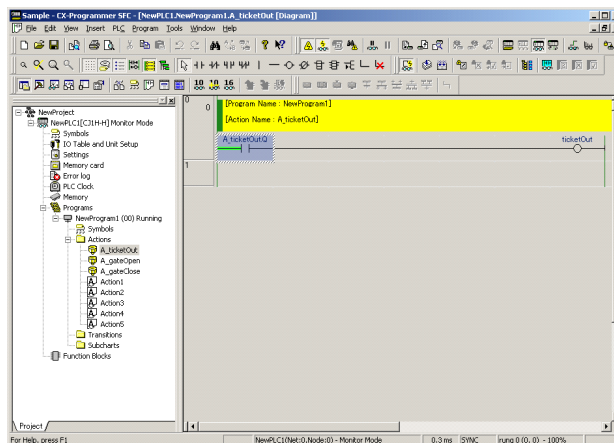 Sample - CX-Programmer SFC - [NewPLC1.NewProgram1.A_ticketOut [Diagram]]
File Edit View Insert PLC Program Tools Window Help
10 10 16
NewProject
NewPLC1[CJ1H-H] Monitor Mode
Symbols
IO Table and Unit Setup
Settings
Memory card
Error log
PLC Clock
Memory
Programs
NewProgram1 (00) Running
Symbols
Actions
A_ticketOut
A_gateOpen
A_gateClose
Action1
Action2
Action3
Action4
Action5
Transitions
Subcharts
Function Blocks
Project
0
0
[Program Name : NewProgram1]
[Action Name : A_ticketOut]
A_ticketOut.Q
ticketOut
1
For Help, press F1
NewPLC1(Net:0,Node:0) - Monitor Mode
0.3 ms
SYNC
rung 0 (0, 0) - 100%